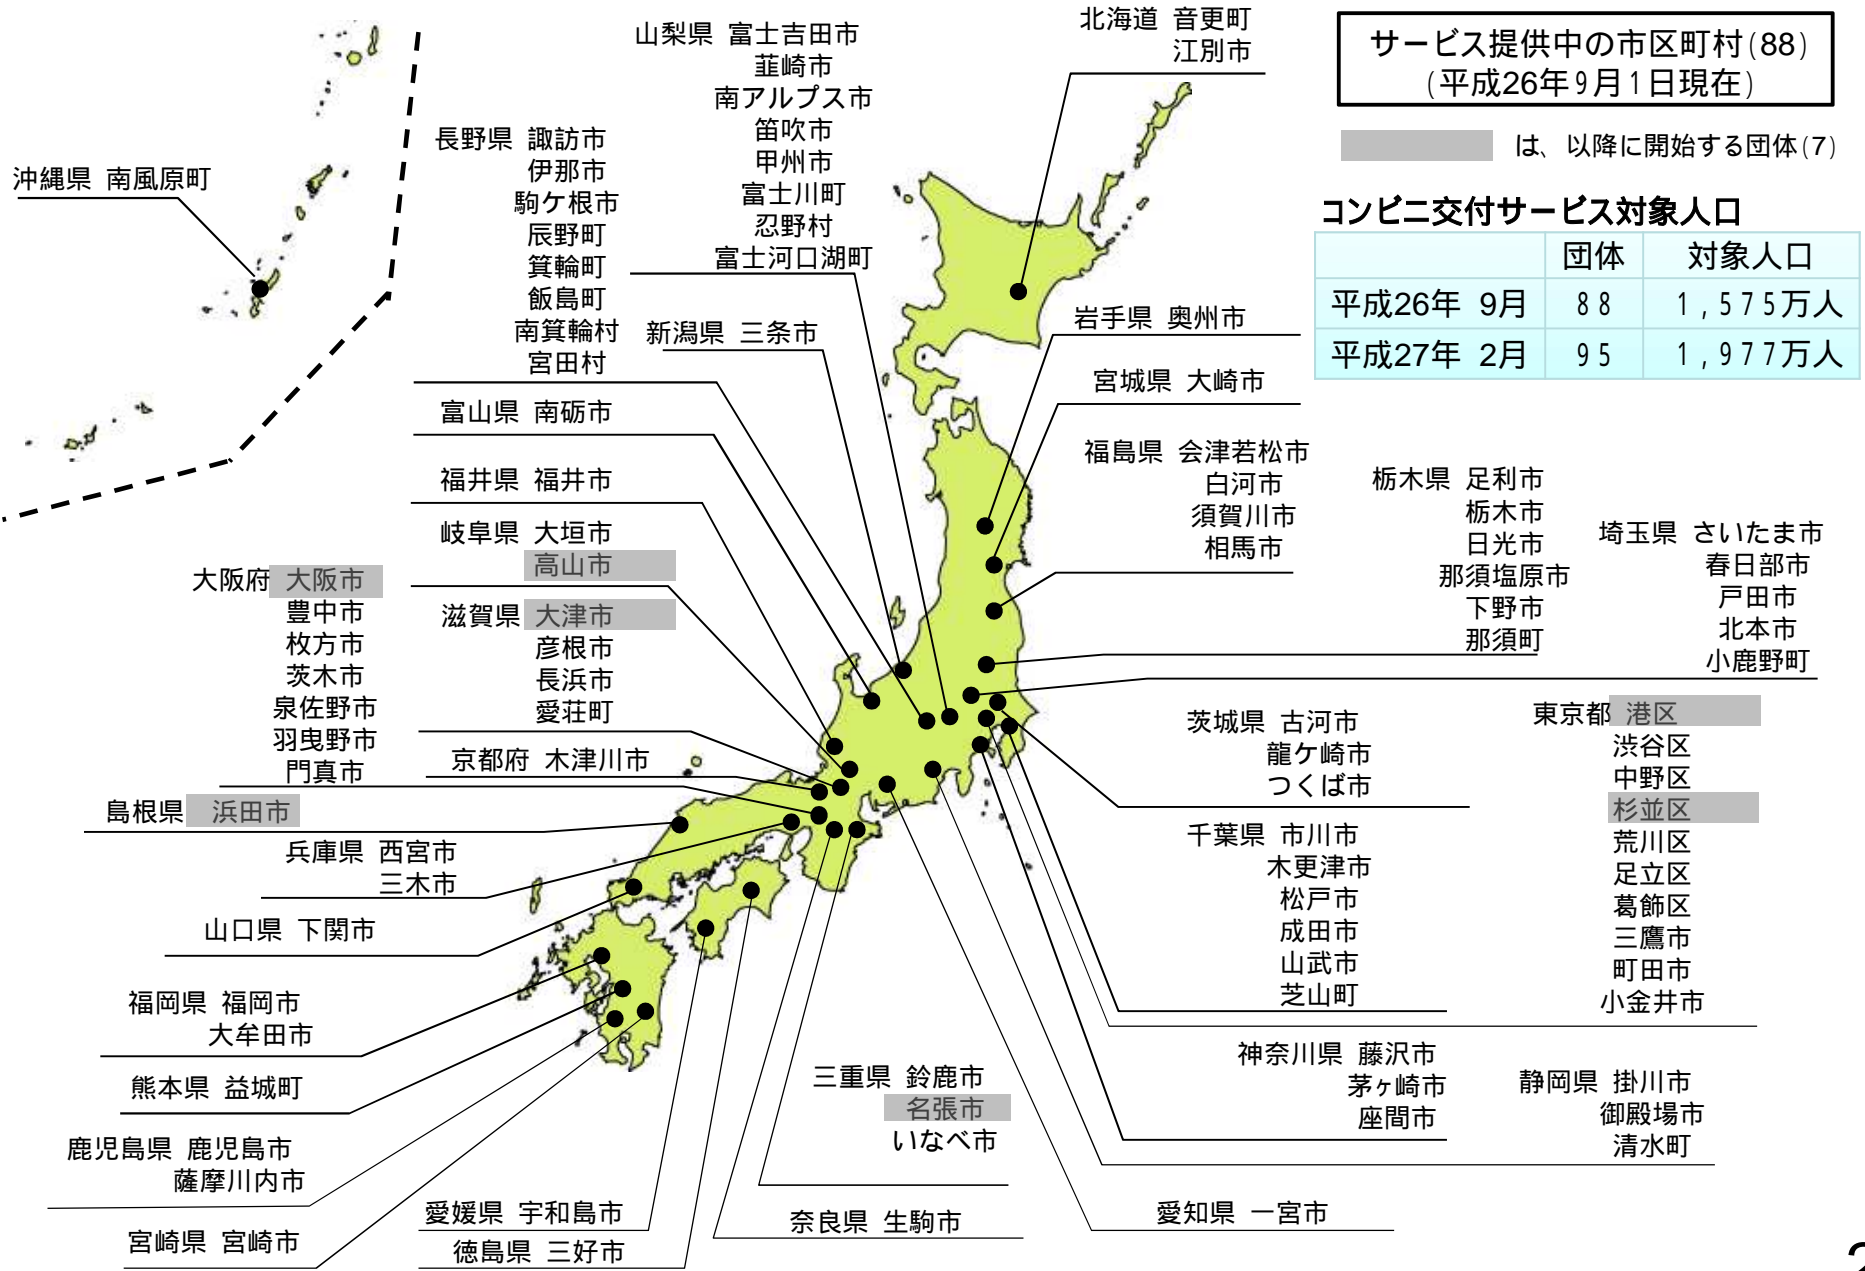 北海道 音更町
江別市
サービス提供中の市区町村(88)
(平成26年9月1日現在)
は、以降に開始する団体(7)
コンビニ交付サービス対象人口
団体 対象人口
平成26年 9月 88 1,575万人
平成27年 2月 95 1,977万人
山梨県 富士吉田市
韮崎市
南アルプス市
笛吹市
甲州市
富士川町
忍野村
富士河口湖町
長野県 諏訪市
伊那市
駒ケ根市
辰野町
箕輪町
飯島町
南箕輪村
宮田村
沖縄県 南風原町
新潟県 三条市
岩手県 奥州市
宮城県 大崎市
富山県 南砺市
福井県 福井市
岐阜県 大垣市
高山市
福島県 会津若松市
白河市
須賀川市
相馬市
栃木県 足利市
栃木市
日光市
那須塩原市
下野市
那須町
埼玉県 さいたま市
春日部市
戸田市
北本市
小鹿野町
大阪府 大阪市
豊中市
枚方市
茨木市
泉佐野市
羽曳野市
門真市
滋賀県 大津市
彦根市
長浜市
愛荘町
京都府 木津川市
島根県 浜田市
兵庫県 西宮市
三木市
山口県 下関市
茨城県 古河市
龍ケ崎市
つくば市
千葉県 市川市
木更津市
松戸市
成田市
山武市
芝山町
東京都 港区
渋谷区
中野区
杉並区
荒川区
足立区
葛飾区
三鷹市
町田市
小金井市
福岡県 福岡市
大牟田市
熊本県 益城町
鹿児島県 鹿児島市
薩摩川内市
宮崎県 宮崎市
三重県 鈴鹿市
名張市
いなべ市
神奈川県 藤沢市
茅ヶ崎市
座間市
静岡県 掛川市
御殿場市
清水町
愛媛県 宇和島市
徳島県 三好市
奈良県 生駒市
愛知県 一宮市